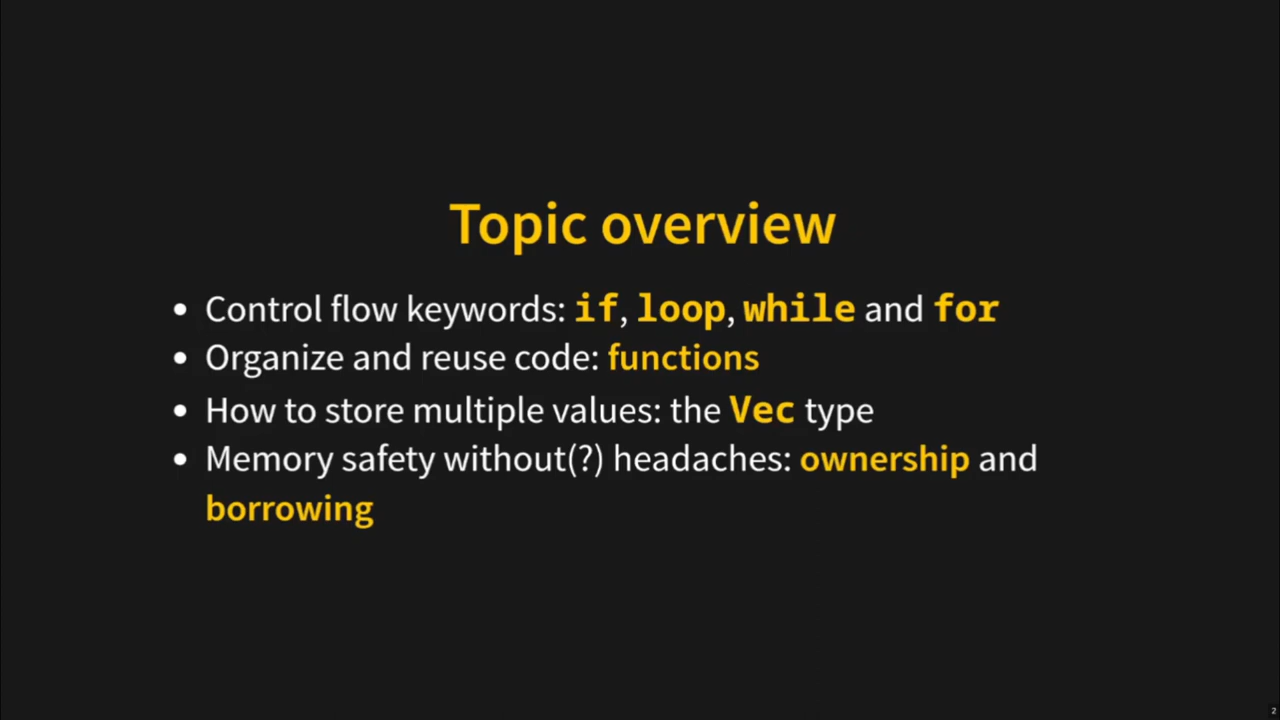 Topic overview
• Control flow keywords: if, loop, while and for
• Organize and reuse code: functions
• How to store multiple values: the Vec type
• Memory safety without(?) headaches: ownership and
borrowing
2